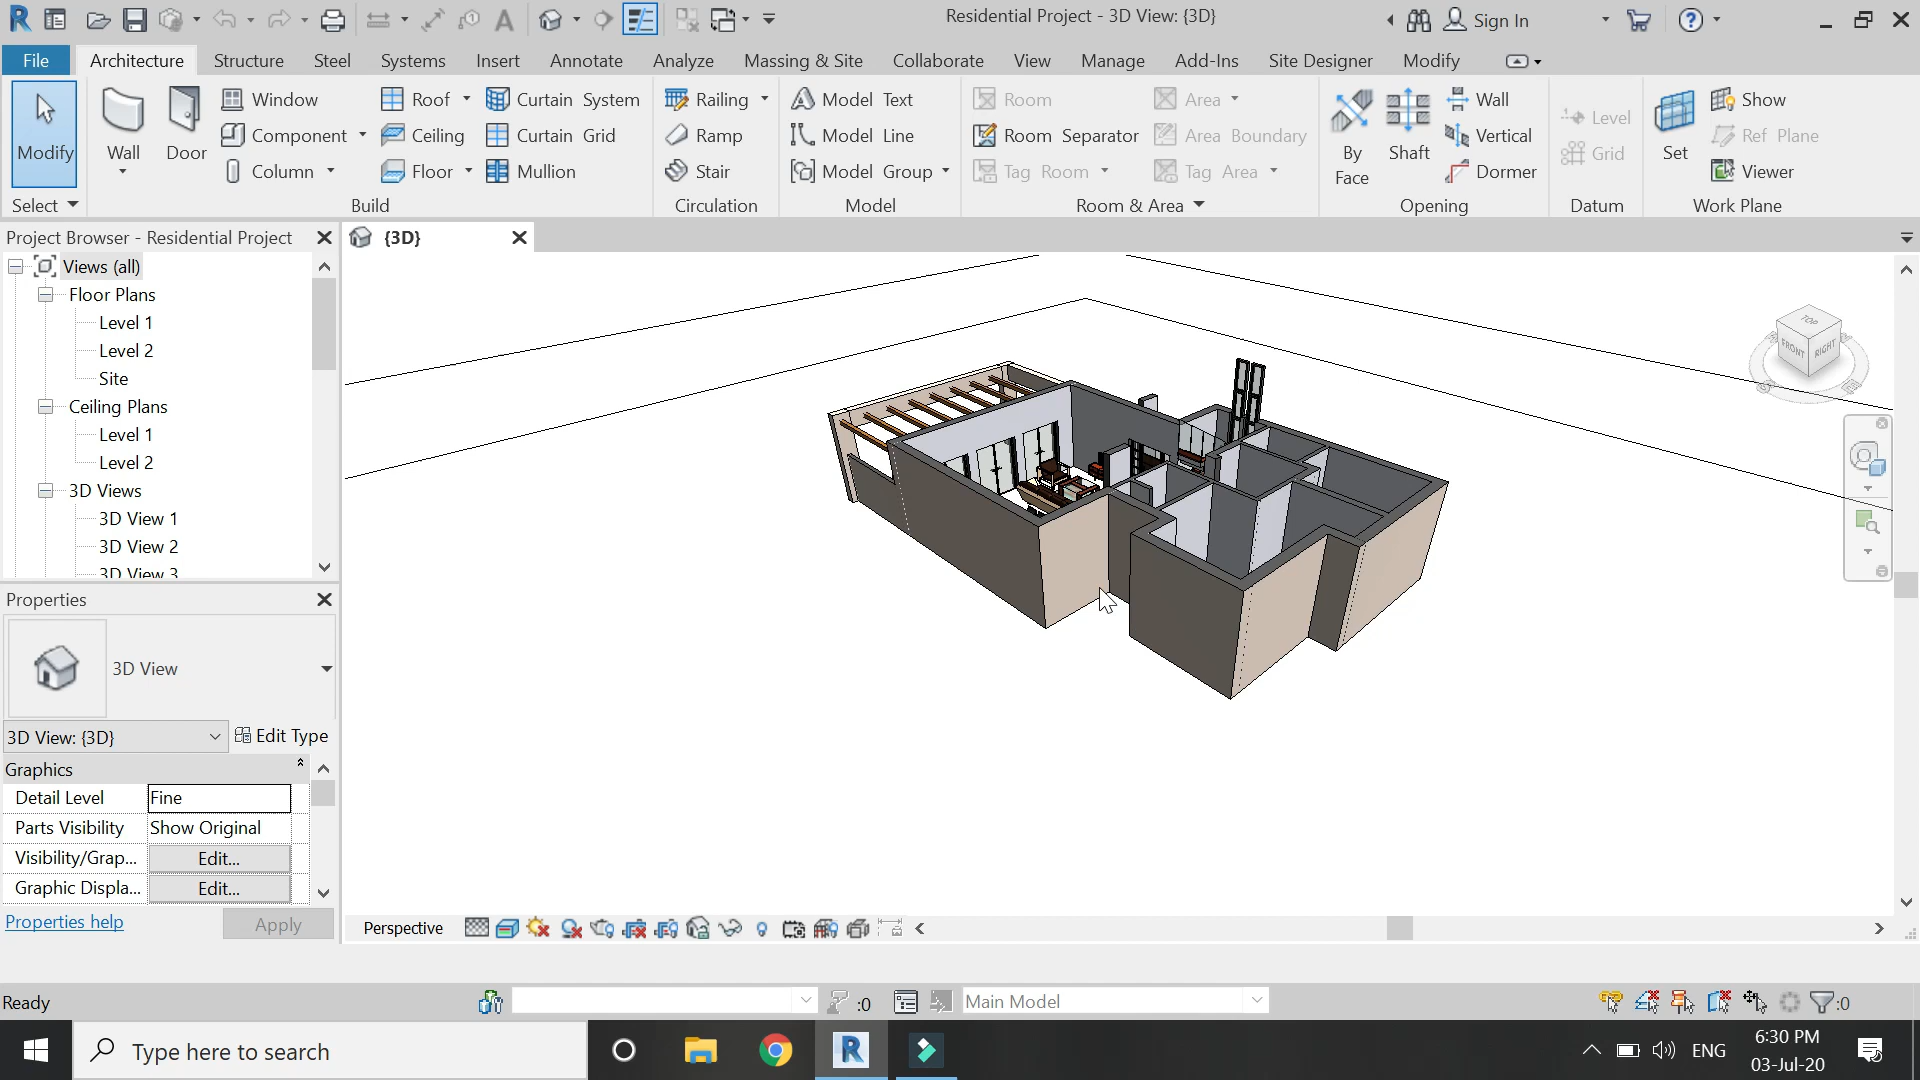 Residential Project - 3D View: {3D}
Sign In
File Architecture Structure Steel Systems Insert Annotate Analyze Massing & Site Collaborate View Manage Add-Ins Site Designer Modify
Modify
Wall
Door
Window
Component
Column
Roof
Ceiling
Floor
Curtain System
Curtain Grid
Mullion
Railing
Ramp
Stair
Model Text
Model Line
Model Group
Room
Room Separator
Tag Room
Area
Area Boundary
Tag Area
By
Face
Shaft
Wall
Vertical
Dormer
Level
Grid
Set
Show
Ref Plane
Viewer
Select Build Circulation Model Room & Area Opening Datum Work Plane
Project Browser - Residential Project
{3D}
Views (all)
Floor Plans
Level 1
Level 2
Site
Ceiling Plans
Level 1
Level 2
3D Views
3D View 1
3D View 2
3D View 3
TOP
FRONT
RIGHT
Properties
3D View
3D View: {3D}
Edit Type
Graphics
Detail Level Fine
Parts Visibility Show Original
Visibility/Grap... Edit...
Graphic Displa... Edit...
Properties help
Apply
Perspective
Ready
:0
Main Model
:0
Type here to search
ENG
6:30 PM
03-Jul-20